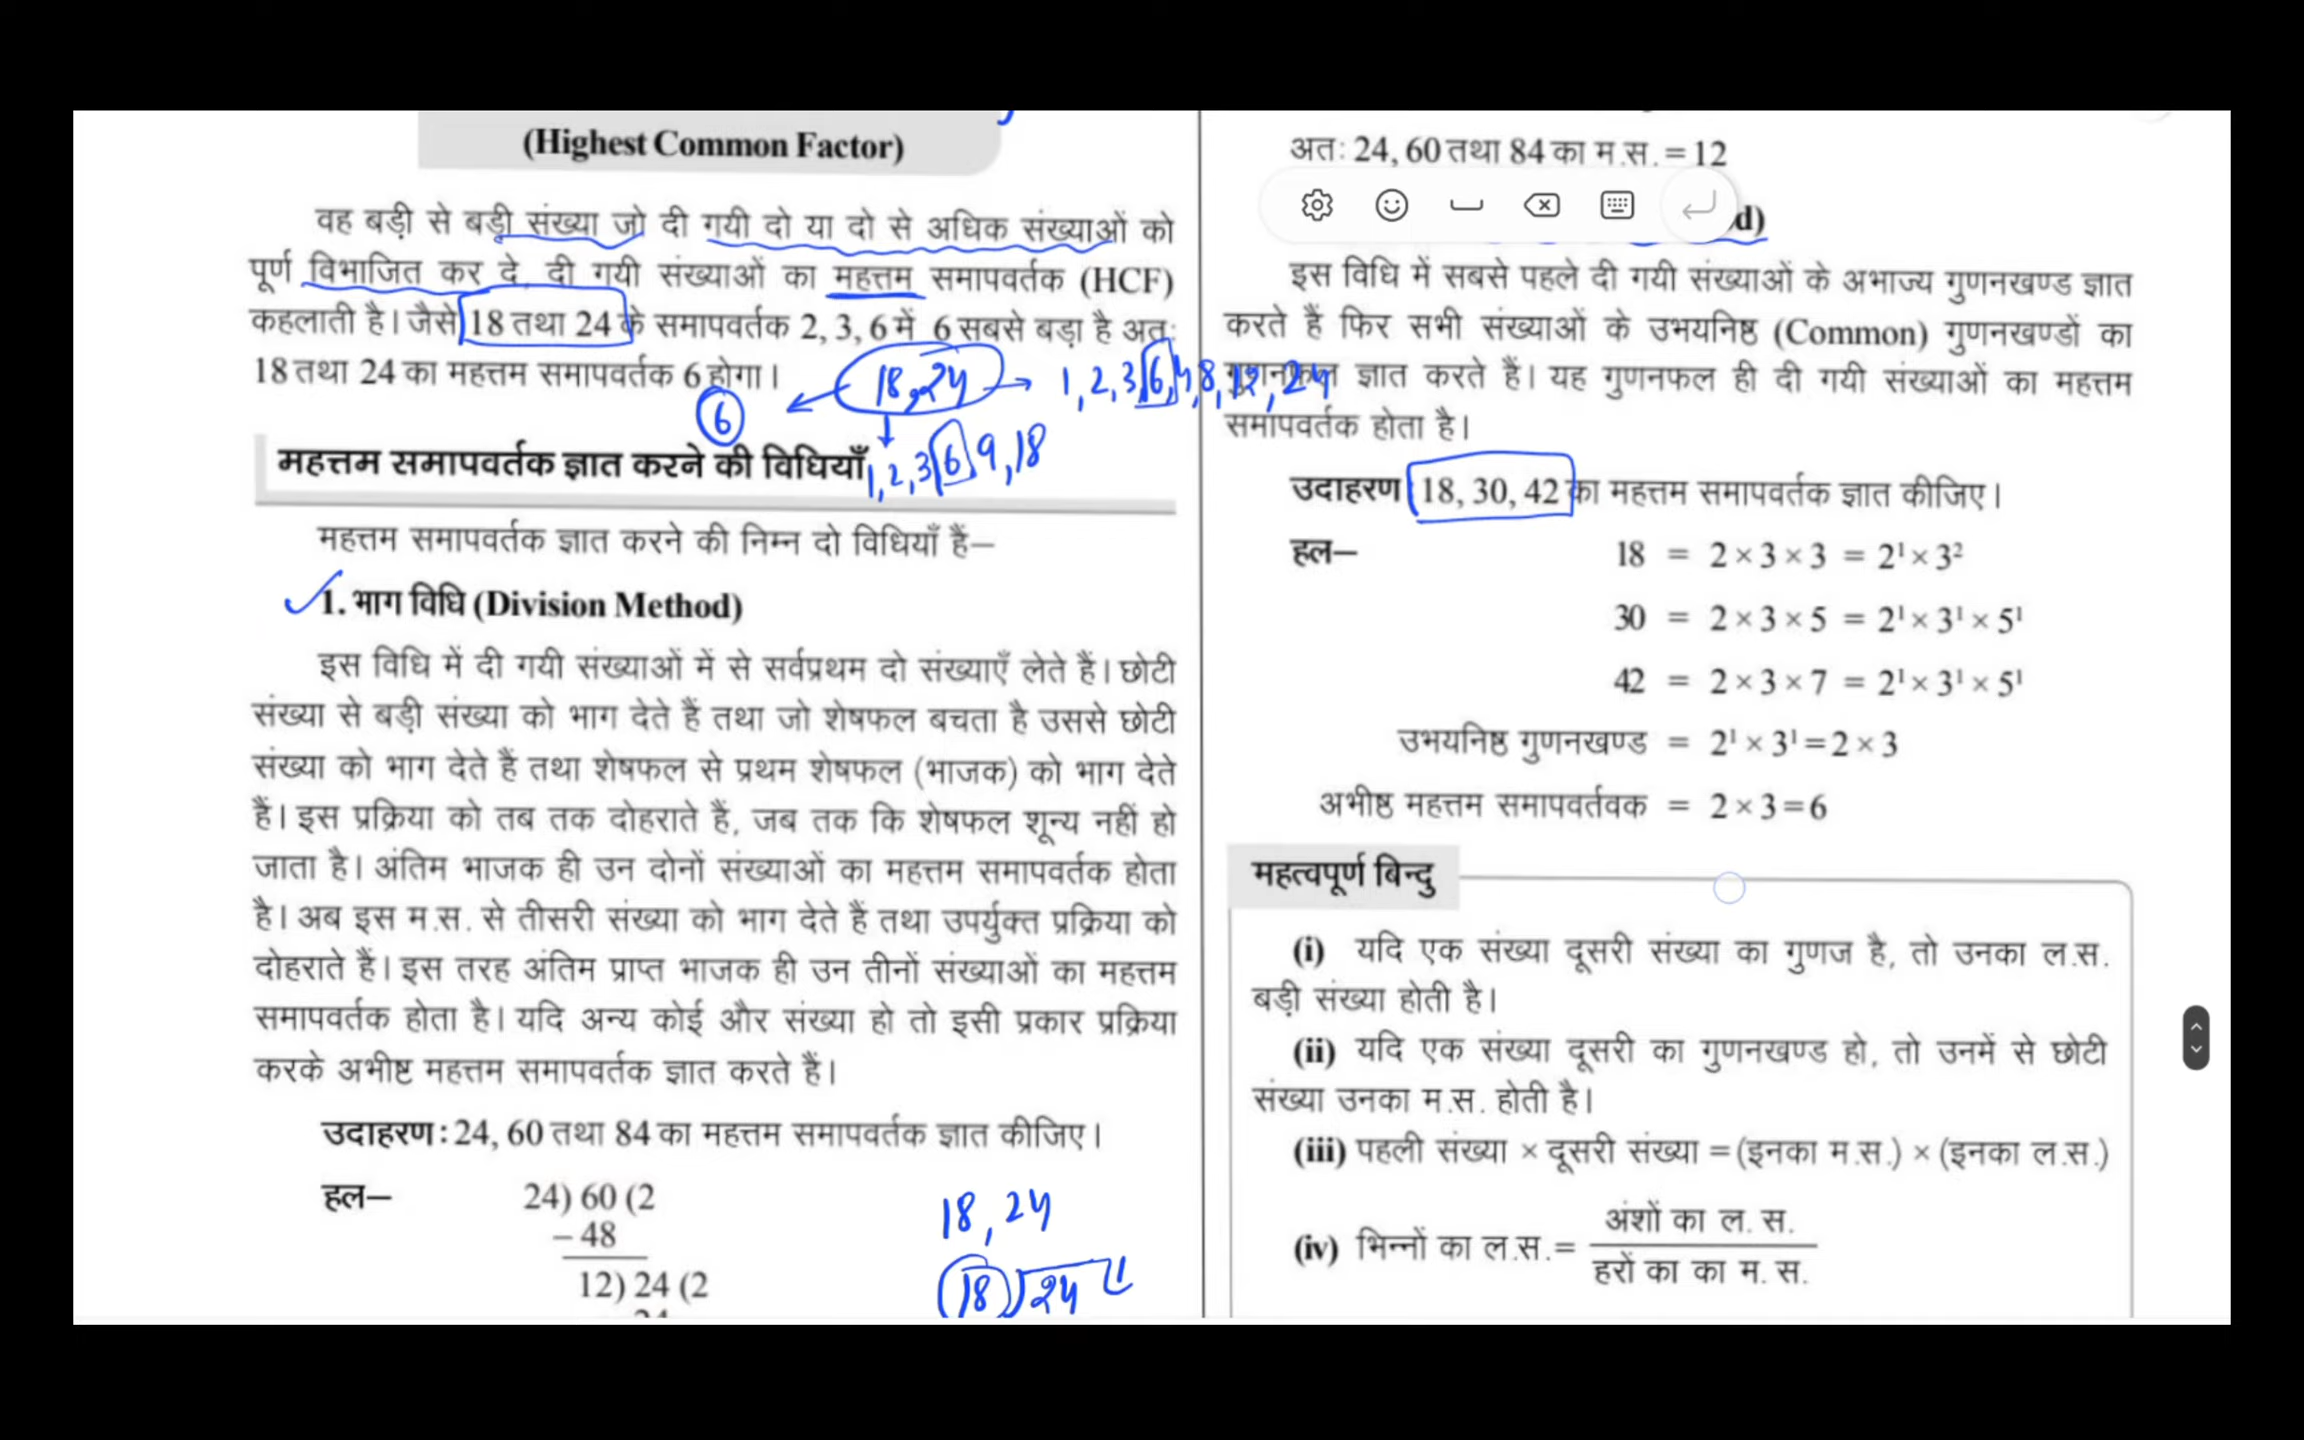 (Highest Common Factor)
वह बड़ी से बड़ी संख्या जो दी गयी दो या दो से अधिक संख्याओं को
पूर्ण विभाजित कर दे, दी गयी संख्याओं का महत्तम समापवर्तक (HCF)
कहलाती है। जैसे 18 तथा 24 के समापवर्तक 2, 3, 6 में 6 सबसे बड़ा है अत:
18 तथा 24 का महत्तम समापवर्तक 6 होगा।
6
18, 24
1, 2, 3, 6, 4, 8, 12, 24
1, 2, 3, 6, 9, 18
महत्तम समापवर्तक ज्ञात करने की विधियाँ
महत्तम समापवर्तक ज्ञात करने की निम्न दो विधियाँ हैं—
1. भाग विधि (Division Method)
इस विधि में दी गयी संख्याओं में से सर्वप्रथम दो संख्याएँ लेते हैं। छोटी
संख्या से बड़ी संख्या को भाग देते हैं तथा जो शेषफल बचता है उससे छोटी
संख्या को भाग देते हैं तथा शेषफल से प्रथम शेषफल (भाजक) को भाग देते
हैं। इस प्रक्रिया को तब तक दोहराते हैं, जब तक कि शेषफल शून्य नहीं हो
जाता है। अंतिम भाजक ही उन दोनों संख्याओं का महत्तम समापवर्तक होता
है। अब इस म.स. से तीसरी संख्या को भाग देते हैं तथा उपर्युक्त प्रक्रिया को
दोहराते हैं। इस तरह अंतिम प्राप्त भाजक ही उन तीनों संख्याओं का महत्तम
समापवर्तक होता है। यदि अन्य कोई और संख्या हो तो इसी प्रकार प्रक्रिया
करके अभीष्ट महत्तम समापवर्तक ज्ञात करते हैं।
उदाहरण : 24, 60 तथा 84 का महत्तम समापवर्तक ज्ञात कीजिए।
हल— 24) 60 (2
– 48
12) 24 (2
18, 24
18) 24 (1
अत: 24, 60 तथा 84 का म.स. = 12
d)
इस विधि में सबसे पहले दी गयी संख्याओं के अभाज्य गुणनखण्ड ज्ञात
करते हैं फिर सभी संख्याओं के उभयनिष्ठ (Common) गुणनखण्डों का
गुणनफल ज्ञात करते हैं। यह गुणनफल ही दी गयी संख्याओं का महत्तम
समापवर्तक होता है।
उदाहरण 18, 30, 42 का महत्तम समापवर्तक ज्ञात कीजिए।
हल— 18 = 2 × 3 × 3 = 2¹ × 3²
30 = 2 × 3 × 5 = 2¹ × 3¹ × 5¹
42 = 2 × 3 × 7 = 2¹ × 3¹ × 5¹
उभयनिष्ठ गुणनखण्ड = 2¹ × 3¹ = 2 × 3
अभीष्ठ महत्तम समापवर्तवक = 2 × 3 = 6
महत्वपूर्ण बिन्दु
(i) यदि एक संख्या दूसरी संख्या का गुणज है, तो उनका ल.स.
बड़ी संख्या होती है।
(ii) यदि एक संख्या दूसरी का गुणनखण्ड हो, तो उनमें से छोटी
संख्या उनका म.स. होती है।
(iii) पहली संख्या × दूसरी संख्या = (इनका म.स.) × (इनका ल.स.)
(iv) भिन्नों का ल.स. = अंशों का ल. स.
हरों का का म. स.